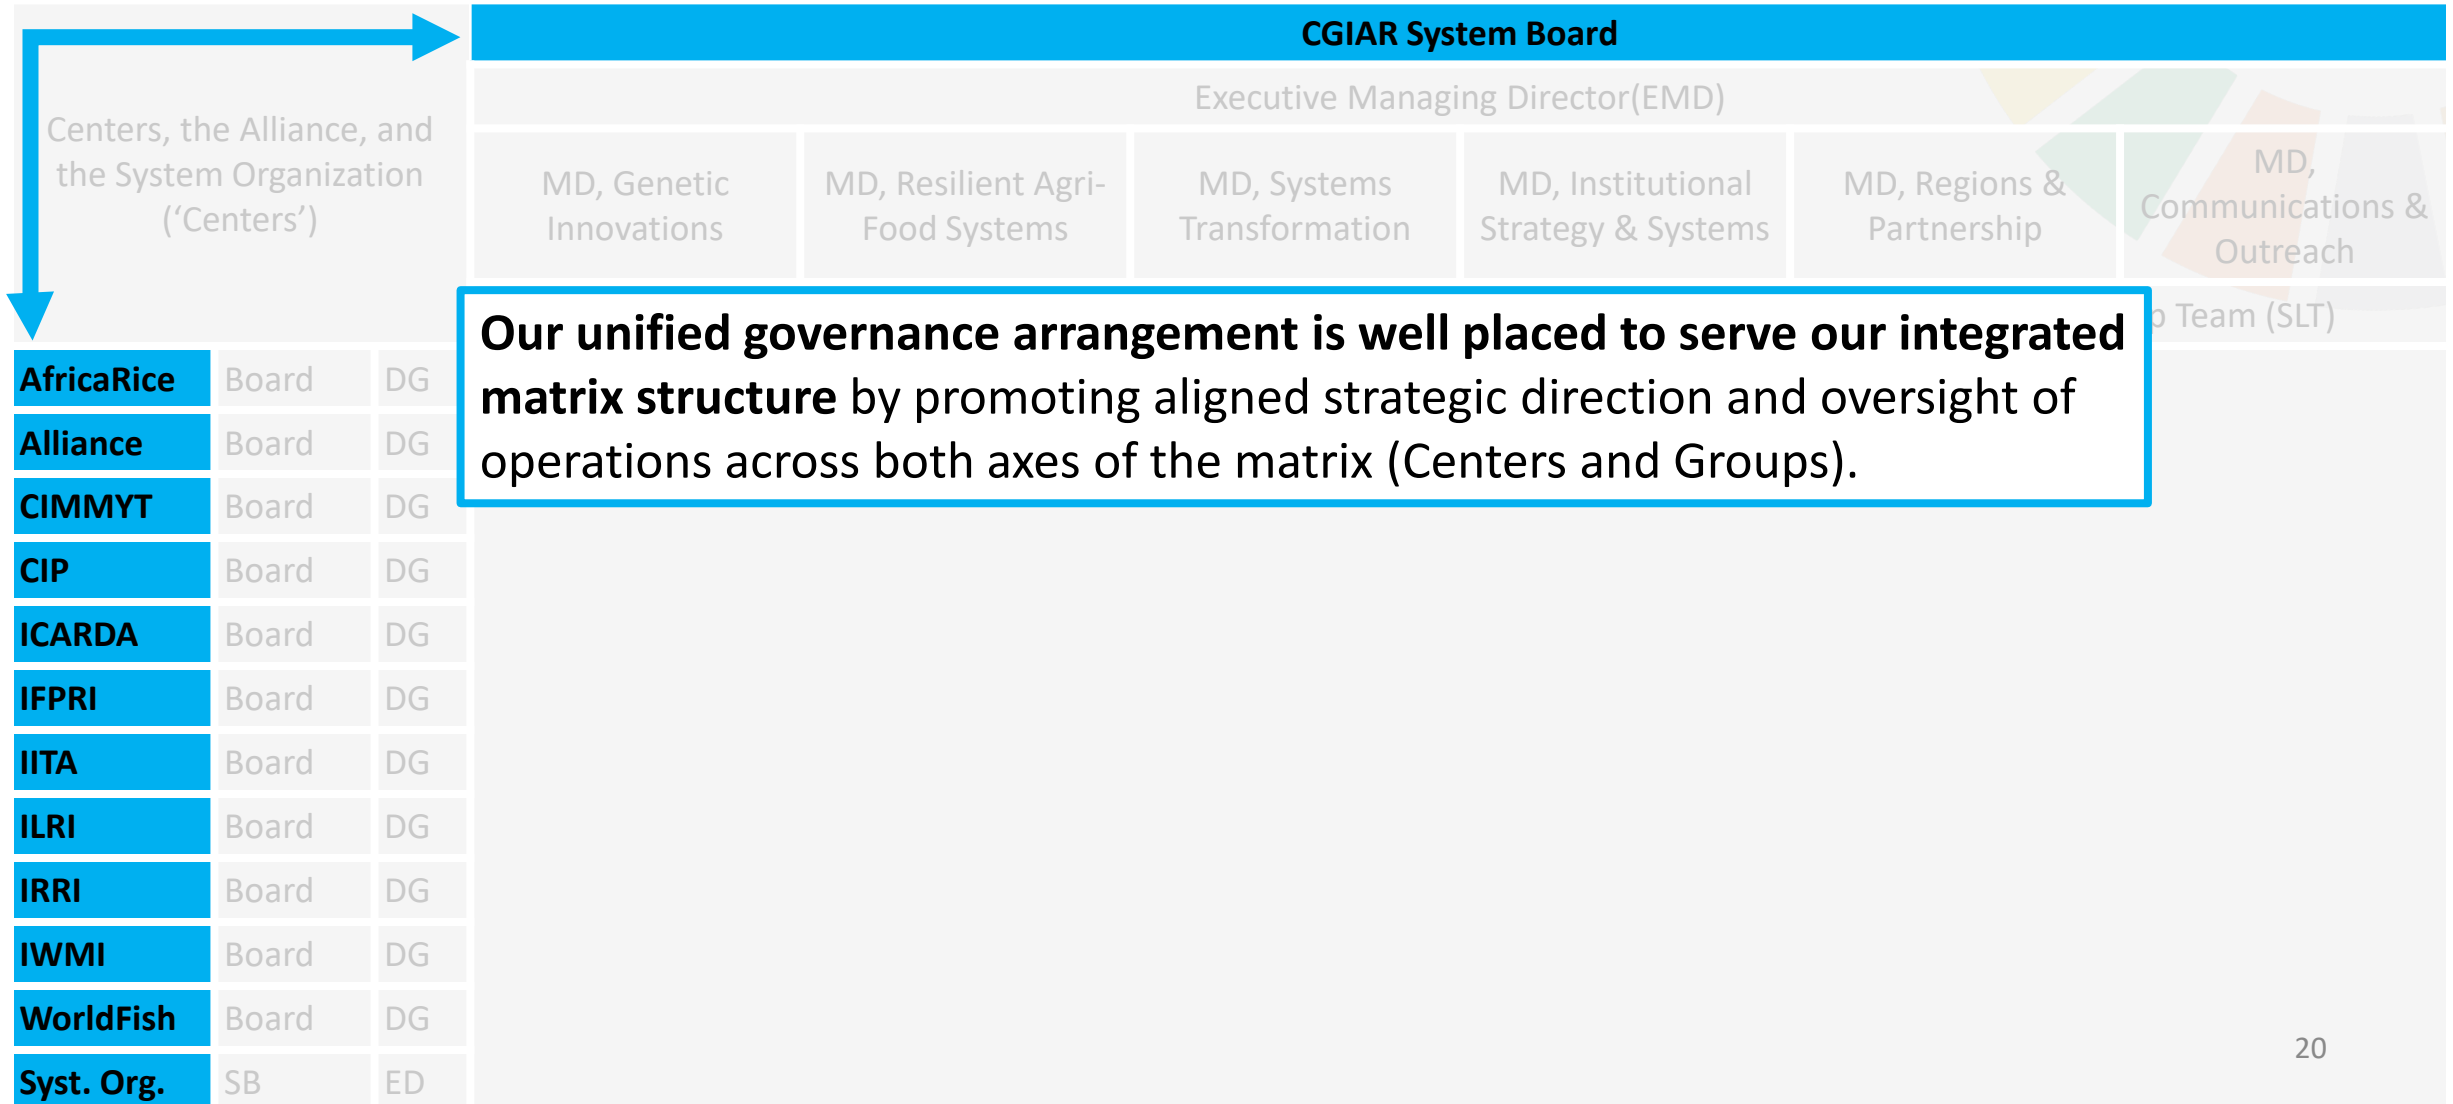 CGIAR System Board
Executive Managing Director(EMD)
Centers, the Alliance, and
the System Organization
(‘Centers’)
MD, Genetic
Innovations
MD, Resilient Agri-
Food Systems
MD, Systems
Transformation
MD, Institutional
Strategy & Systems
MD, Regions &
Partnership
MD,
Communications &
Outreach
Team (SLT)
Our unified governance arrangement is well placed to serve our integrated
matrix structure by promoting aligned strategic direction and oversight of
operations across both axes of the matrix (Centers and Groups).
AfricaRice Board DG
Alliance Board DG
CIMMYT Board DG
CIP Board DG
ICARDA Board DG
IFPRI Board DG
IITA Board DG
ILRI Board DG
IRRI Board DG
IWMI Board DG
WorldFish Board DG
Syst. Org. SB ED
20